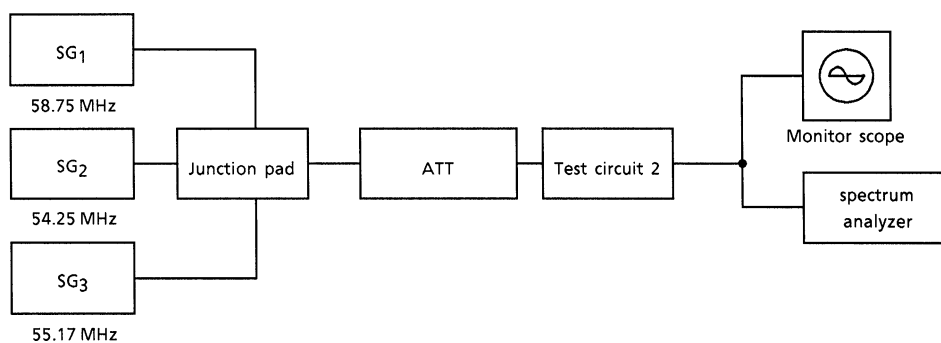 SG1
58.75 MHz
SG2
54.25 MHz
SG3
55.17 MHz
Junction pad
ATT
Test circuit 2
Monitor scope
spectrum
analyzer